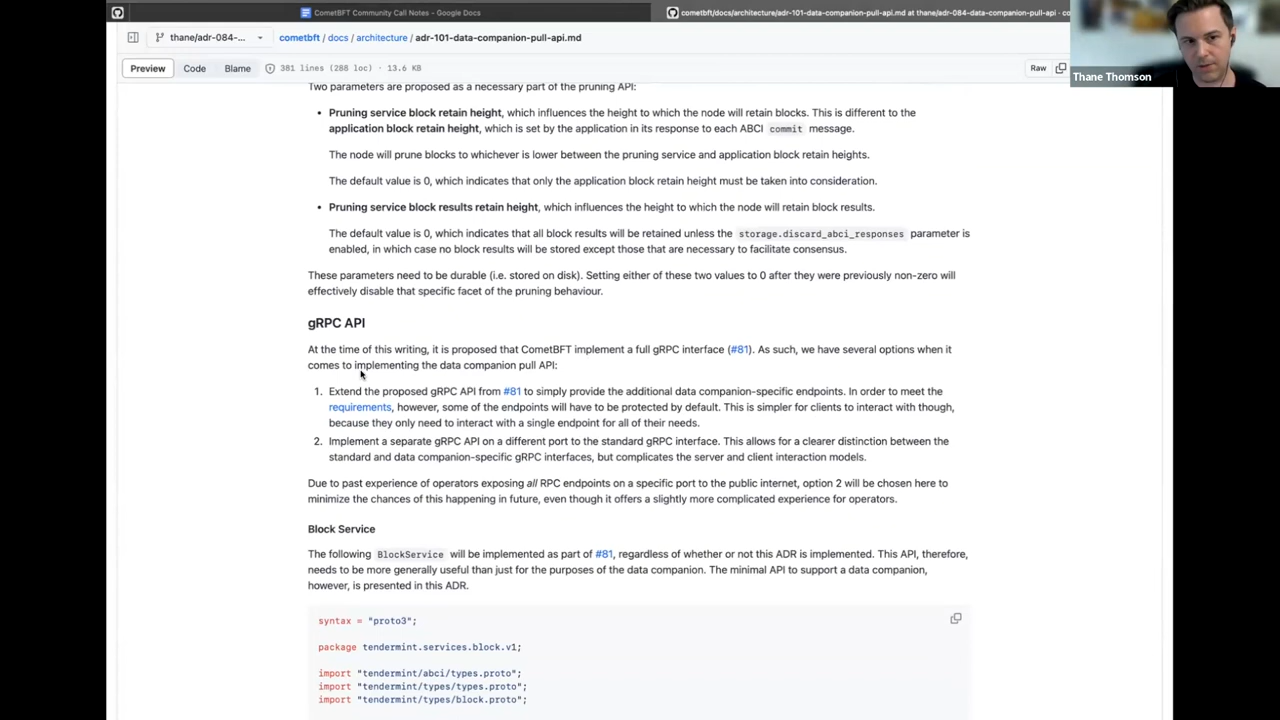 CometBFT Community Call Notes – Google Docs
cometbft/docs/architecture/adr-101-data-companion-pull-api.md at thane/adr-084-data-companion-pull-api · co
thane/adr-084-...
cometbft / docs / architecture / adr-101-data-companion-pull-api.md
Preview Code Blame 381 lines (288 loc) · 13.6 KB Raw
Thane Thomson
Two parameters are proposed as a necessary part of the pruning API:
• Pruning service block retain height, which influences the height to which the node will retain blocks. This is different to the
application block retain height, which is set by the application in its response to each ABCI commit message.
The node will prune blocks to whichever is lower between the pruning service and application block retain heights.
The default value is 0, which indicates that only the application block retain height must be taken into consideration.
• Pruning service block results retain height, which influences the height to which the node will retain block results.
The default value is 0, which indicates that all block results will be retained unless the storage.discard_abci_responses parameter is
enabled, in which case no block results will be stored except those that are necessary to facilitate consensus.
These parameters need to be durable (i.e. stored on disk). Setting either of these two values to 0 after they were previously non-zero will
effectively disable that specific facet of the pruning behaviour.
gRPC API
At the time of this writing, it is proposed that CometBFT implement a full gRPC interface (#81). As such, we have several options when it
comes to implementing the data companion pull API:
1. Extend the proposed gRPC API from #81 to simply provide the additional data companion-specific endpoints. In order to meet the
requirements, however, some of the endpoints will have to be protected by default. This is simpler for clients to interact with though,
because they only need to interact with a single endpoint for all of their needs.
2. Implement a separate gRPC API on a different port to the standard gRPC interface. This allows for a clearer distinction between the
standard and data companion-specific gRPC interfaces, but complicates the server and client interaction models.
Due to past experience of operators exposing all RPC endpoints on a specific port to the public internet, option 2 will be chosen here to
minimize the chances of this happening in future, even though it offers a slightly more complicated experience for operators.
Block Service
The following BlockService will be implemented as part of #81, regardless of whether or not this ADR is implemented. This API, therefore,
needs to be more generally useful than just for the purposes of the data companion. The minimal API to support a data companion,
however, is presented in this ADR.
syntax = "proto3";
package tendermint.services.block.v1;
import "tendermint/abci/types.proto";
import "tendermint/types/types.proto";
import "tendermint/types/block.proto";